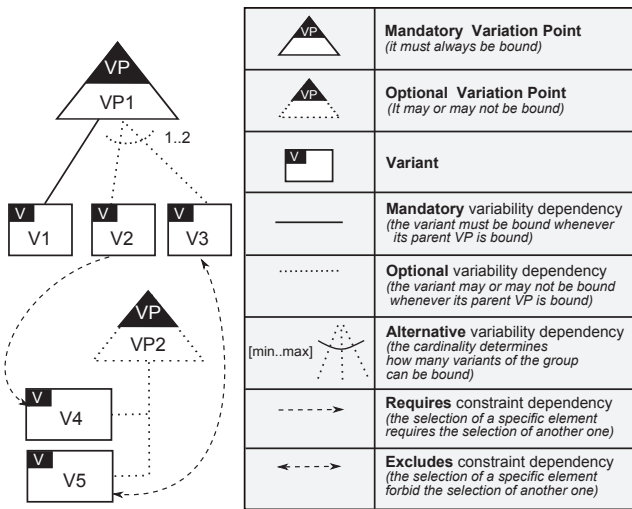 VP
VP1
1..2
V
V1
V
V2
V
V3
VP
VP2
V
V4
V
V5
VP
Mandatory Variation Point
(it must always be bound)
VP
Optional Variation Point
(It may or may not be bound)
V
Variant
Mandatory variability dependency
(the variant must be bound whenever
its parent VP is bound)
Optional variability dependency
(the variant may or may not be bound
whenever its parent VP is bound)
[min..max]
Alternative variability dependency
(the cardinality determines
how many variants of the group
can be bound)
Requires constraint dependency
(the selection of a specific element
requires the selection of another one)
Excludes constraint dependency
(the selection of a specific element
forbid the selection of another one)